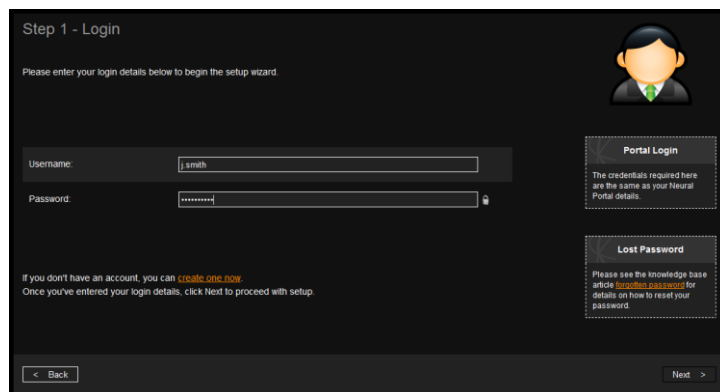 Step 1 - Login
Please enter your login details below to begin the setup wizard.
Username:
j.smith
Password:
••••••••••
If you don't have an account, you can create one now.
Once you've entered your login details, click Next to proceed with setup.
Portal Login
The credentials required here
are the same as your Neural
Portal details.
Lost Password
Please see the knowledge base
article forgotten password for
details on how to reset your
password.
< Back
Next >